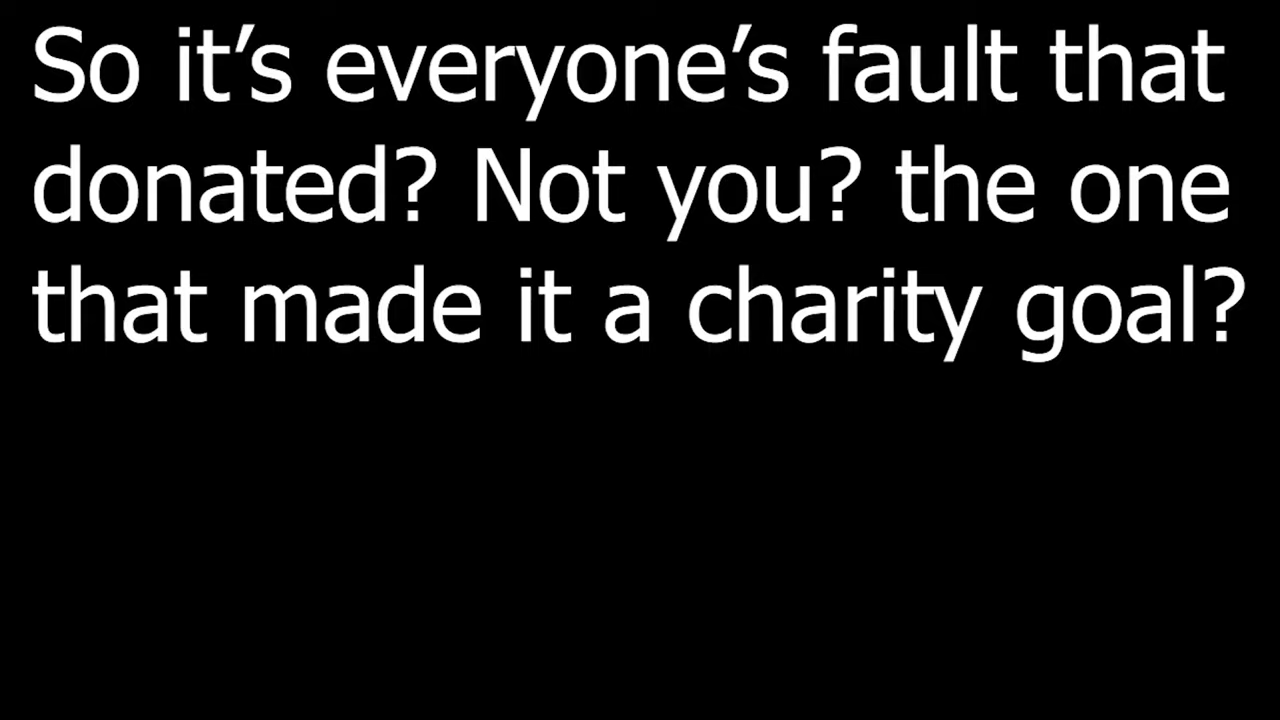 So it’s everyone’s fault that
donated? Not you? the one
that made it a charity goal?